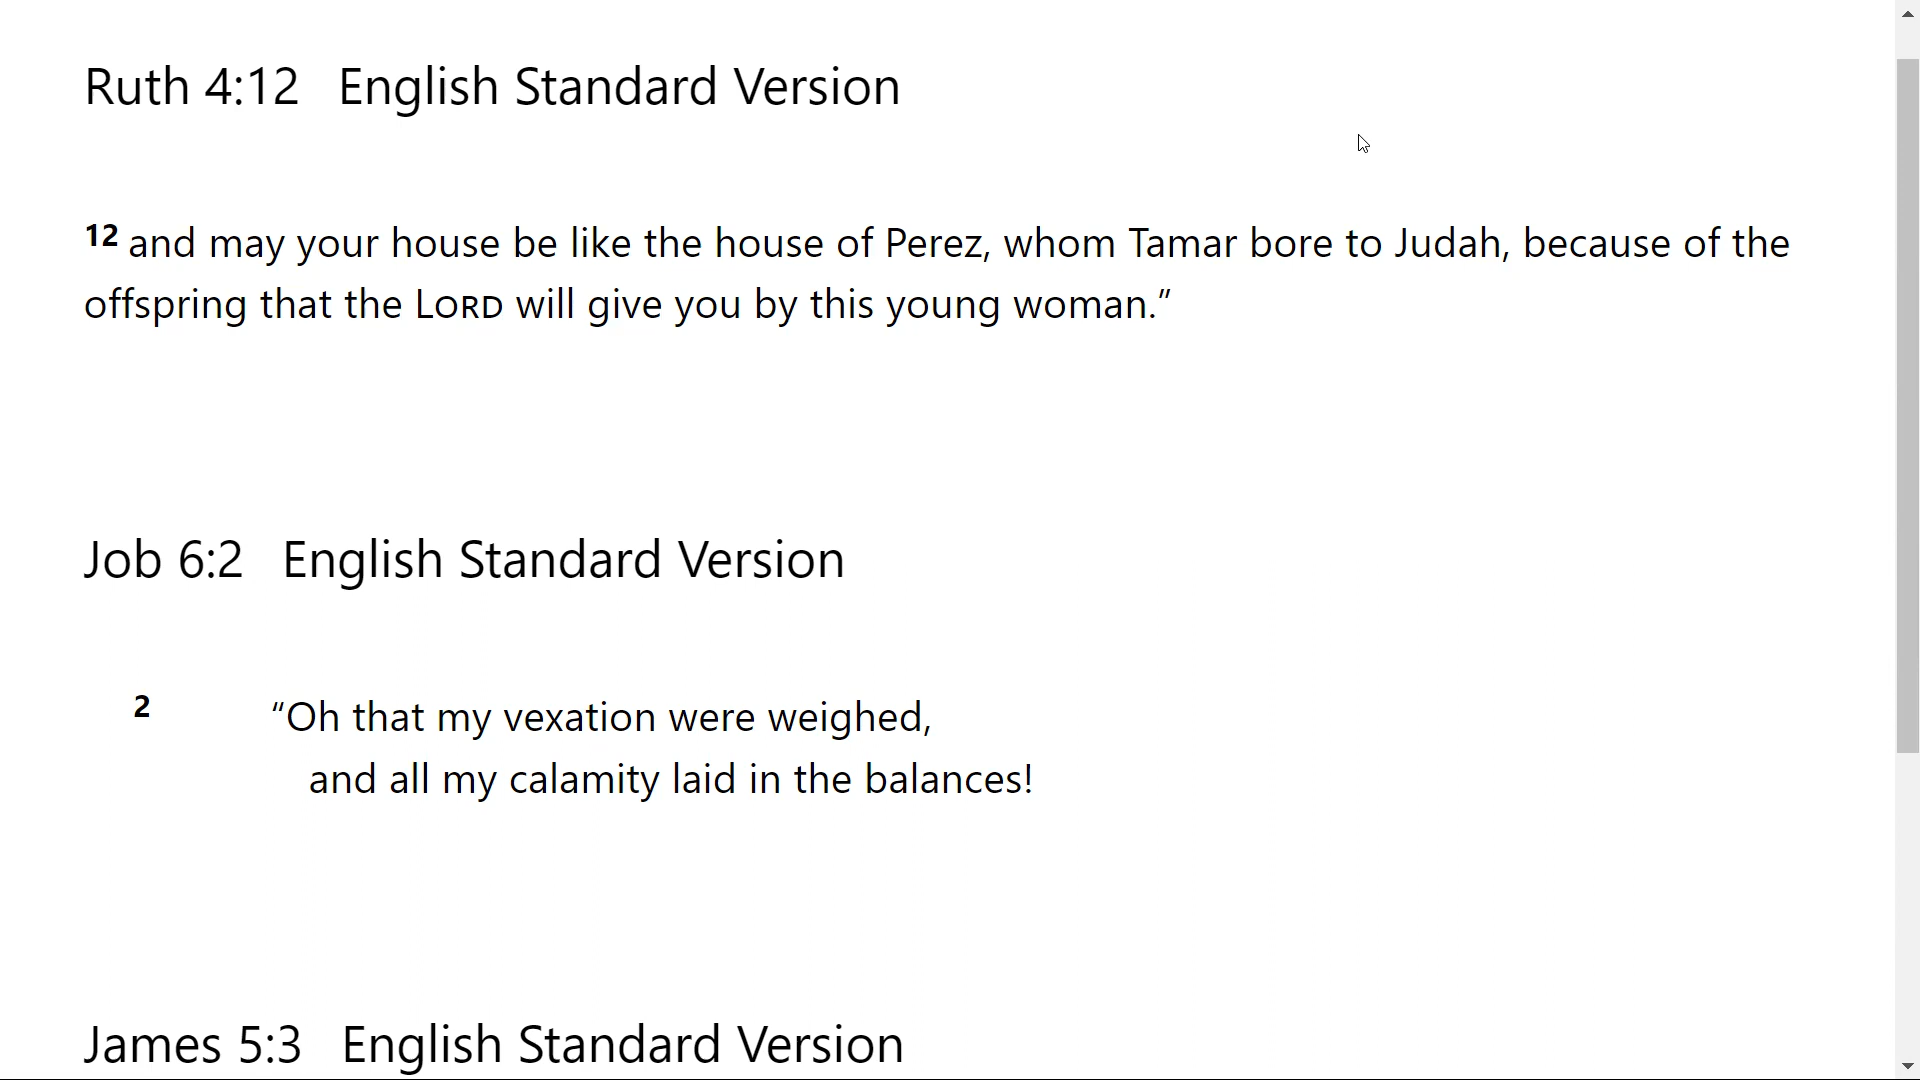 Ruth 4:12 English Standard Version
12 and may your house be like the house of Perez, whom Tamar bore to Judah, because of the
offspring that the LORD will give you by this young woman.”
Job 6:2 English Standard Version
2 “Oh that my vexation were weighed,
and all my calamity laid in the balances!
James 5:3 English Standard Version